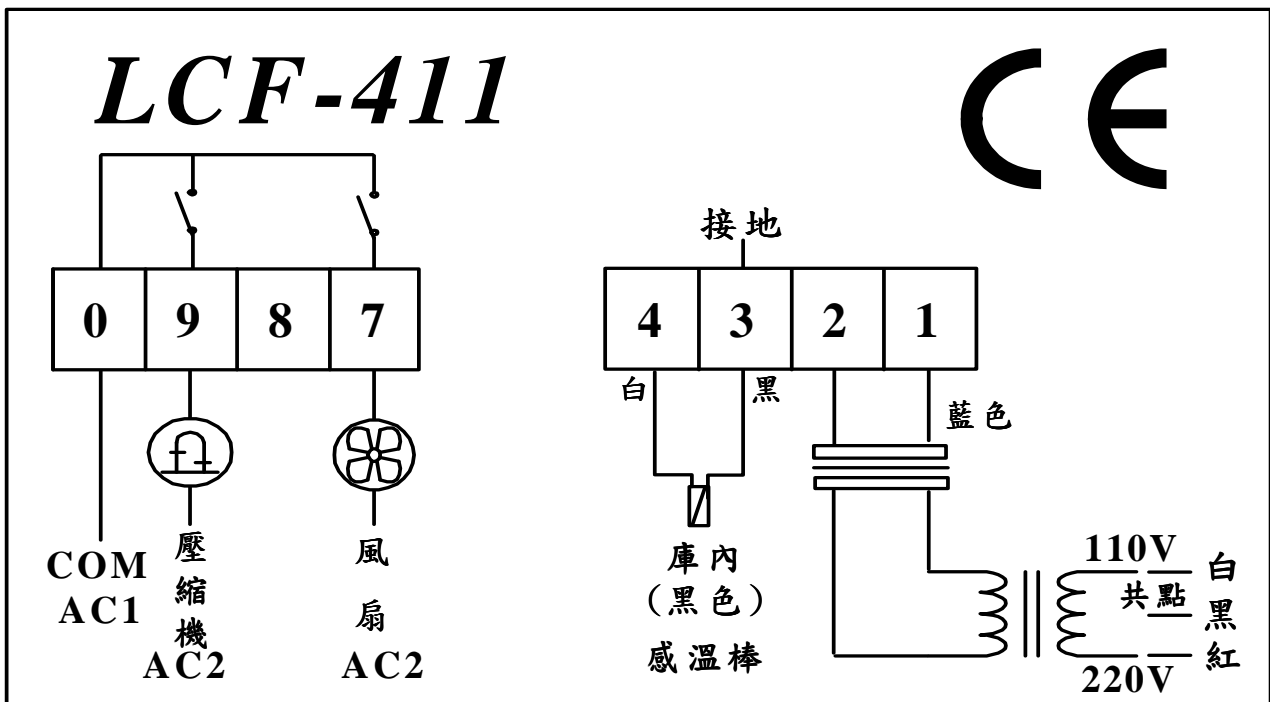 LCF-411
CE
接地
0 9 8 7
4 3 2 1
白
黑
藍色
COM
AC1
壓縮機
AC2
風扇
AC2
庫內
(黑色)
感溫棒
110V
白
共點
黑
紅
220V